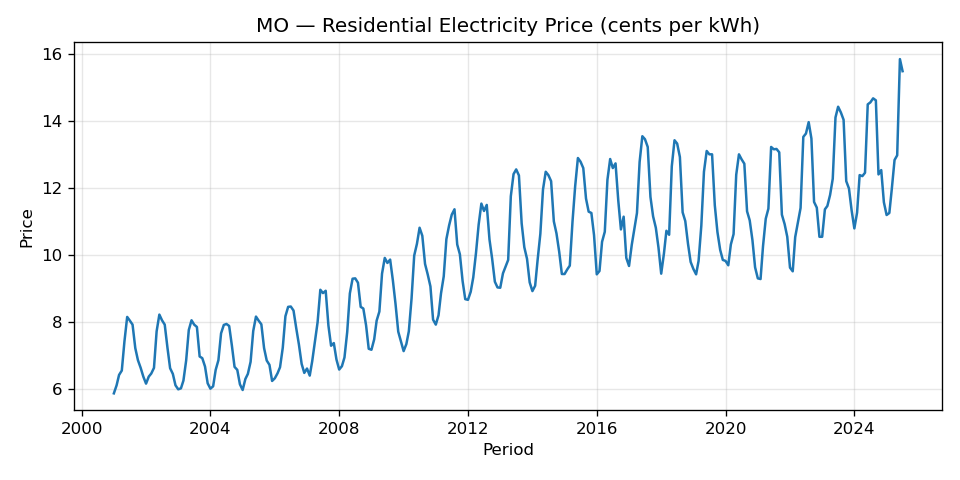 MO — Residential Electricity Price (cents per kWh)
16
14
12
10
8
6
Price
2000 2004 2008 2012 2016 2020 2024
Period